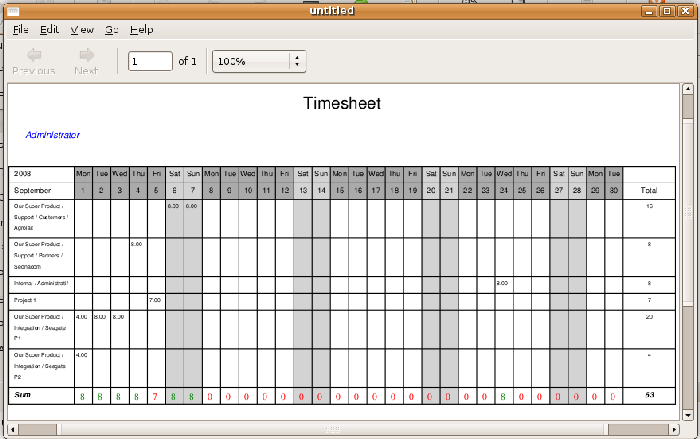 untitled
File Edit View Go Help
Previous Next 1 of 1 100%
Timesheet
Administrator
2008 Mon Tue Wed Thu Fri Sat Sun Mon Tue Wed Thu Fri Sat Sun Mon Tue Wed Thu Fri Sat Sun Mon Tue Wed Thu Fri Sat Sun Mon Tue
September 1 2 3 4 5 6 7 8 9 10 11 12 13 14 15 16 17 18 19 20 21 22 23 24 25 26 27 28 29 30 Total
Our Super Product / 8.00 8.00
Support / Customers /
Agrolait
Our Super Product / 8.00 8
Support / Partners /
Internal / Administratif 8.00 8
Project 1 7.00 7
Our Super Product / 4.00 8.00 8.00 20
Integration / Seagate
P1
Our Super Product / 4.00
Integration / Seagate
P2
Sum 8 8 8 8 7 8 8 0 0 0 0 0 0 0 0 0 0 0 0 0 0 0 0 8 0 0 0 0 0 0 63